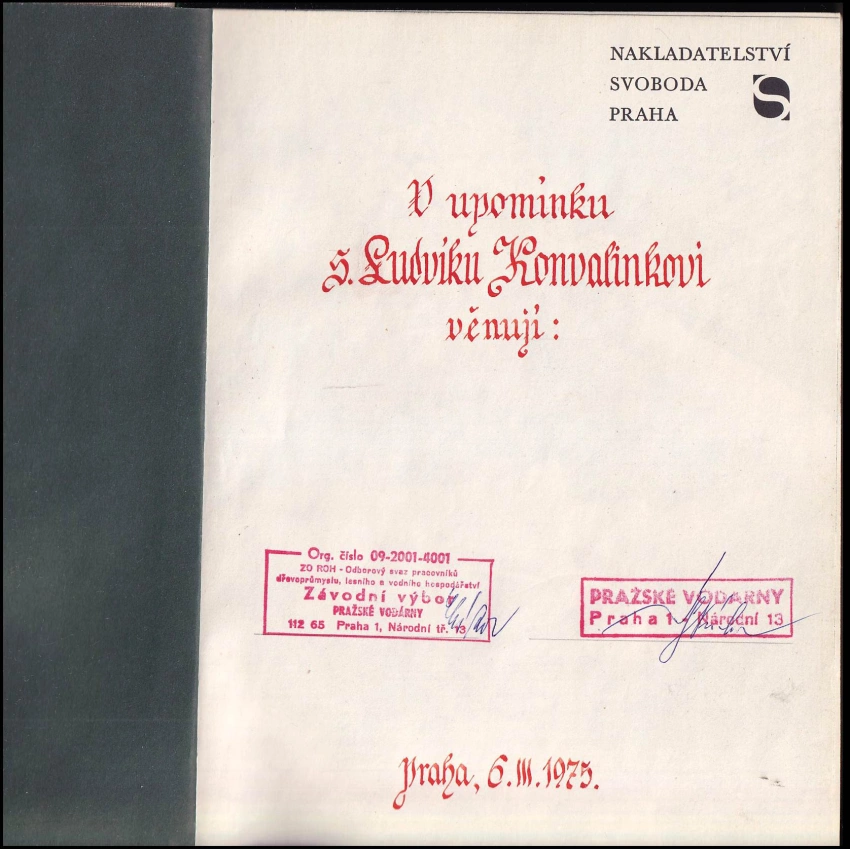 NAKLADATELSTVÍ
SVOBODA
PRAHA
V upomínku
s. Ludvíku Konvalinkovi
věnují:
Org. číslo 09-2001-4001
ZO ROH - Odborový svaz pracovníků
dřevoprůmyslu, lesního a vodního hospodářství
Závodní výbor
PRAŽSKÉ VODÁRNY
112 65 Praha 1, Národní tř. 13
PRAŽSKÉ VODÁRNY
Praha 1 - Národní 13
Praha, 6.III.1975.